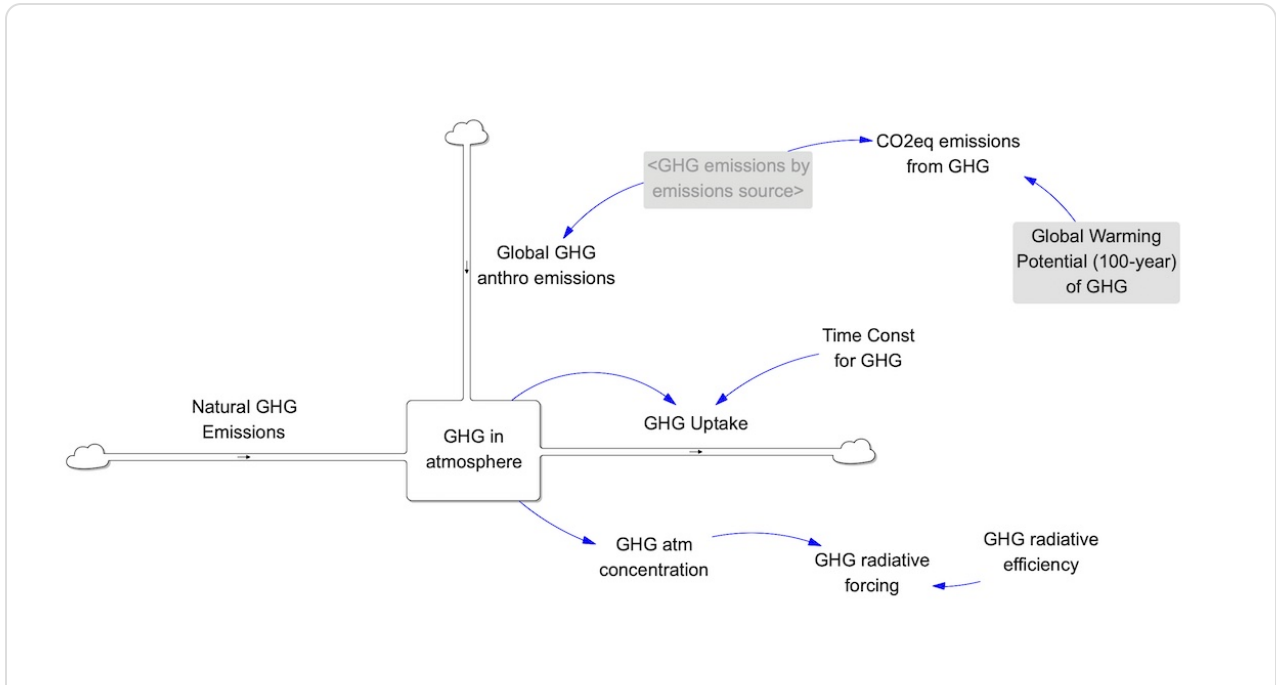 CO2eq emissions
from GHG
<GHG emissions by
emissions source>
Global Warming
Potential (100-year)
of GHG
Global GHG
anthro emissions
Time Const
for GHG
Natural GHG
Emissions
GHG Uptake
GHG in
atmosphere
GHG atm
concentration
GHG radiative
forcing
GHG radiative
efficiency